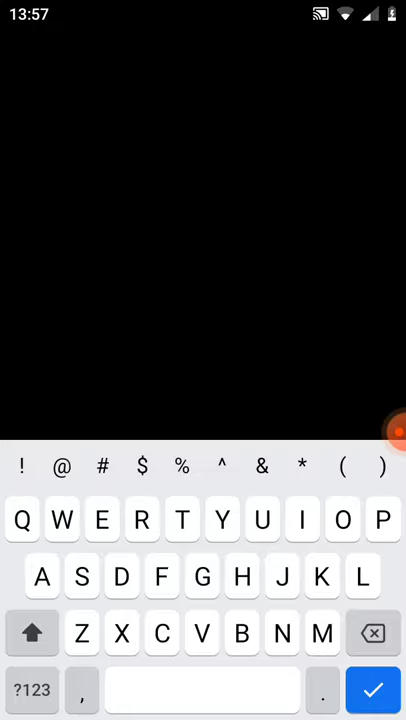 13:57
! @ # $ % ^ & * ( )
Q W E R T Y U I O P
A S D F G H J K L
Z X C V B N M
?123 , .